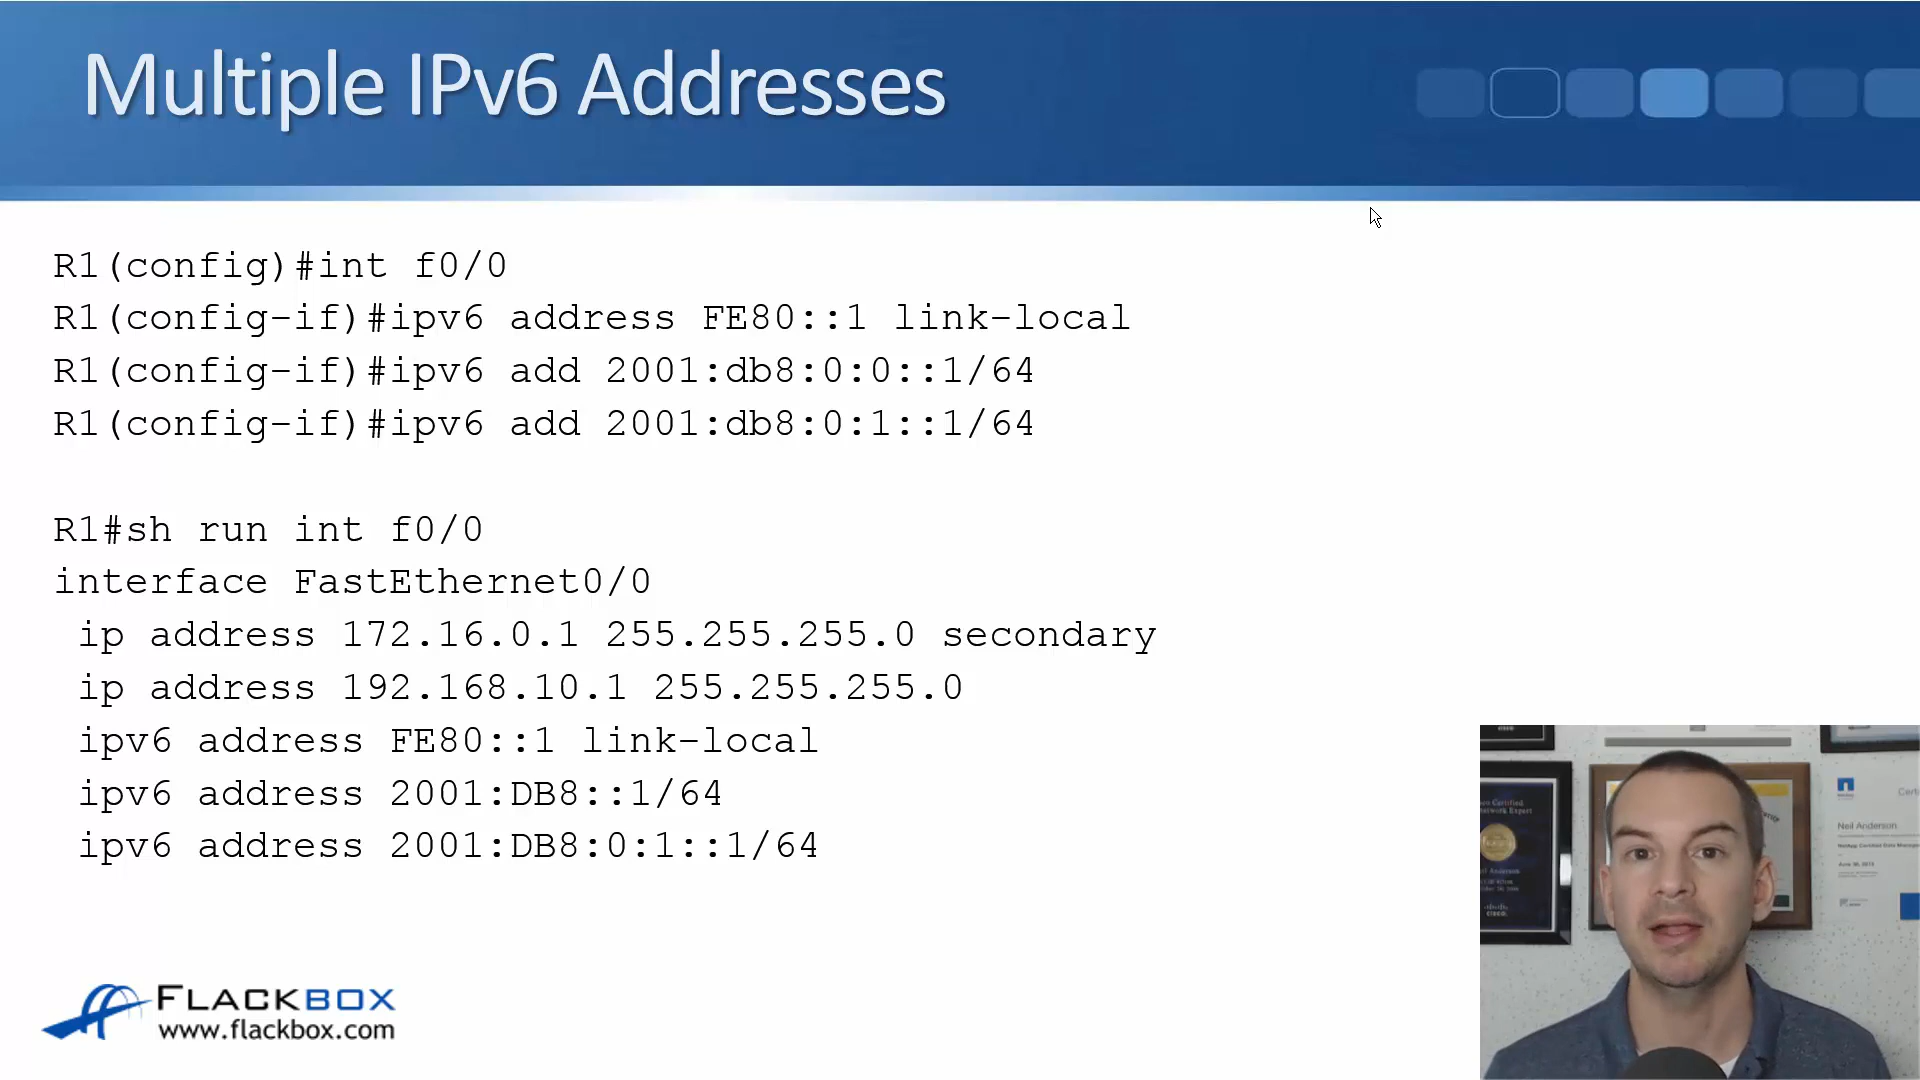 Multiple IPv6 Addresses
R1(config)#int f0/0
R1(config-if)#ipv6 address FE80::1 link-local
R1(config-if)#ipv6 add 2001:db8:0:0::1/64
R1(config-if)#ipv6 add 2001:db8:0:1::1/64
R1#sh run int f0/0
interface FastEthernet0/0
ip address 172.16.0.1 255.255.255.0 secondary
ip address 192.168.10.1 255.255.255.0
ipv6 address FE80::1 link-local
ipv6 address 2001:DB8::1/64
ipv6 address 2001:DB8:0:1::1/64
FLACKBOX
www.flackbox.com
Neil Anderson